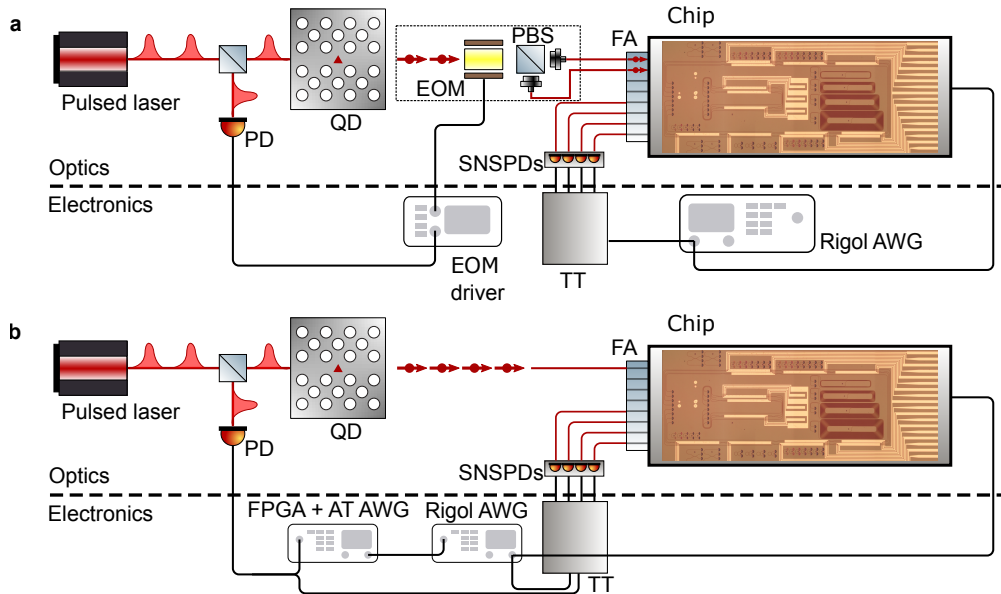 a
Chip
PBS
FA
EOM
Pulsed laser
QD
PD
SNSPDs
Optics
Electronics
Rigol AWG
EOM
driver
TT
b
Chip
FA
Pulsed laser
QD
PD
SNSPDs
Optics
Electronics
FPGA + AT AWG
Rigol AWG
TT